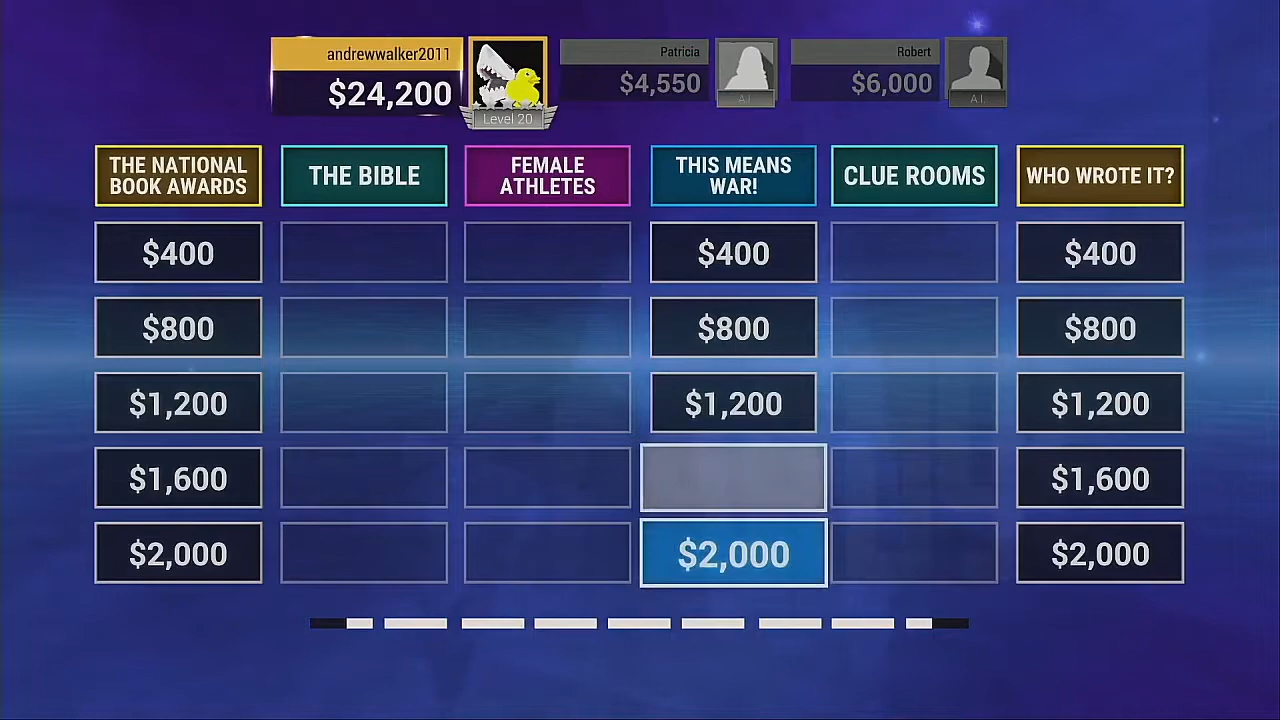 andrewwalker2011
$24,200
Level 20
Patricia
$4,550
A.I.
Robert
$6,000
A.I.
THE NATIONAL
BOOK AWARDS
THE BIBLE
FEMALE
ATHLETES
THIS MEANS
WAR!
CLUE ROOMS
WHO WROTE IT?
$400
$400
$400
$800
$800
$800
$1,200
$1,200
$1,200
$1,600
$1,600
$2,000
$2,000
$2,000